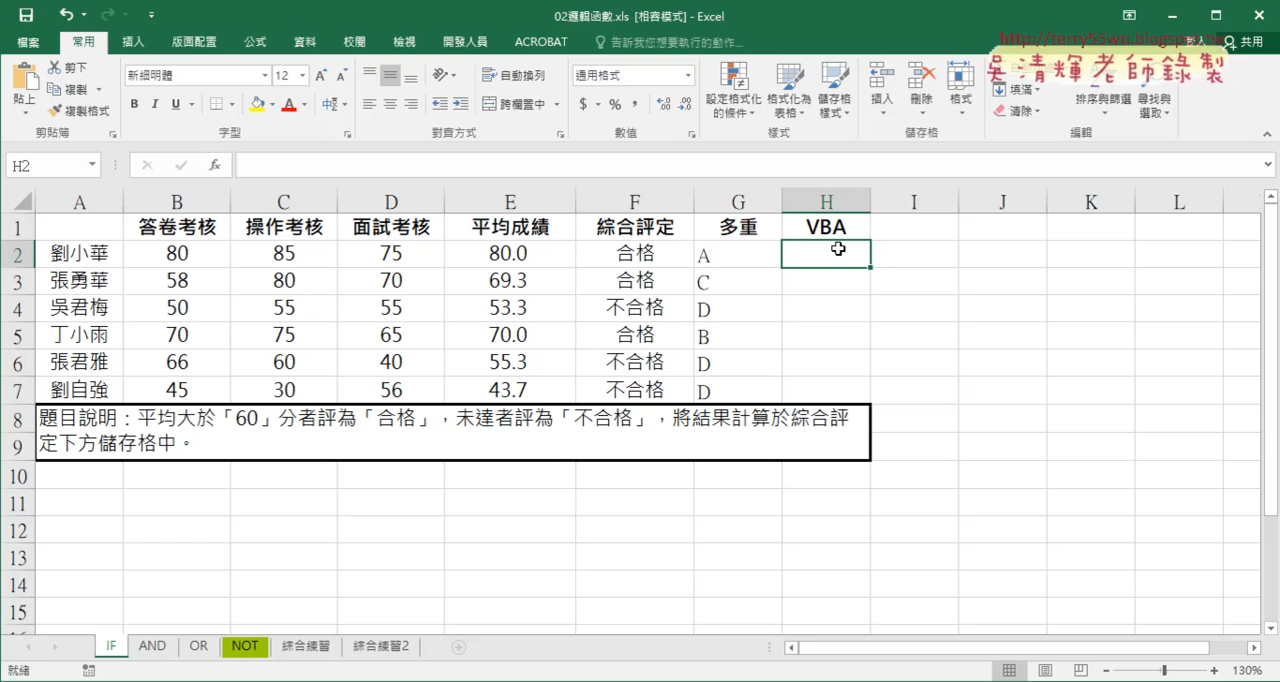 02邏輯函數.xls [相容模式] - Excel
檔案 常用 插入 版面配置 公式 資料 校閱 檢視 開發人員 ACROBAT 告訴我您想要執行的動作... 共用
http://terry55wu.blogspot.tw
吳清輝老師錄製
貼上 剪下 複製 複製格式 剪貼簿
新細明體 12 B I U A 字型
自動換列 跨欄置中 對齊方式
通用格式 $ % , 數值
設定格式化的條件 格式化為表格 儲存格樣式 樣式
插入 刪除 格式 儲存格
填滿 清除 排序與篩選 尋找與選取 編輯
H2 fx
A B C D E F G H I J K L
1 答卷考核 操作考核 面試考核 平均成績 綜合評定 多重 VBA
2 劉小華 80 85 75 80.0 合格 A
3 張勇華 58 80 70 69.3 合格 C
4 吳君梅 50 55 55 53.3 不合格 D
5 丁小雨 70 75 65 70.0 合格 B
6 張君雅 66 60 40 55.3 不合格 D
7 劉自強 45 30 56 43.7 不合格 D
8 題目說明：平均大於「60」分者評為「合格」，未達者評為「不合格」，將結果計算於綜合評
9 定下方儲存格中。
10
11
12
13
14
15
IF AND OR NOT 綜合練習 綜合練習2
就緒 130%